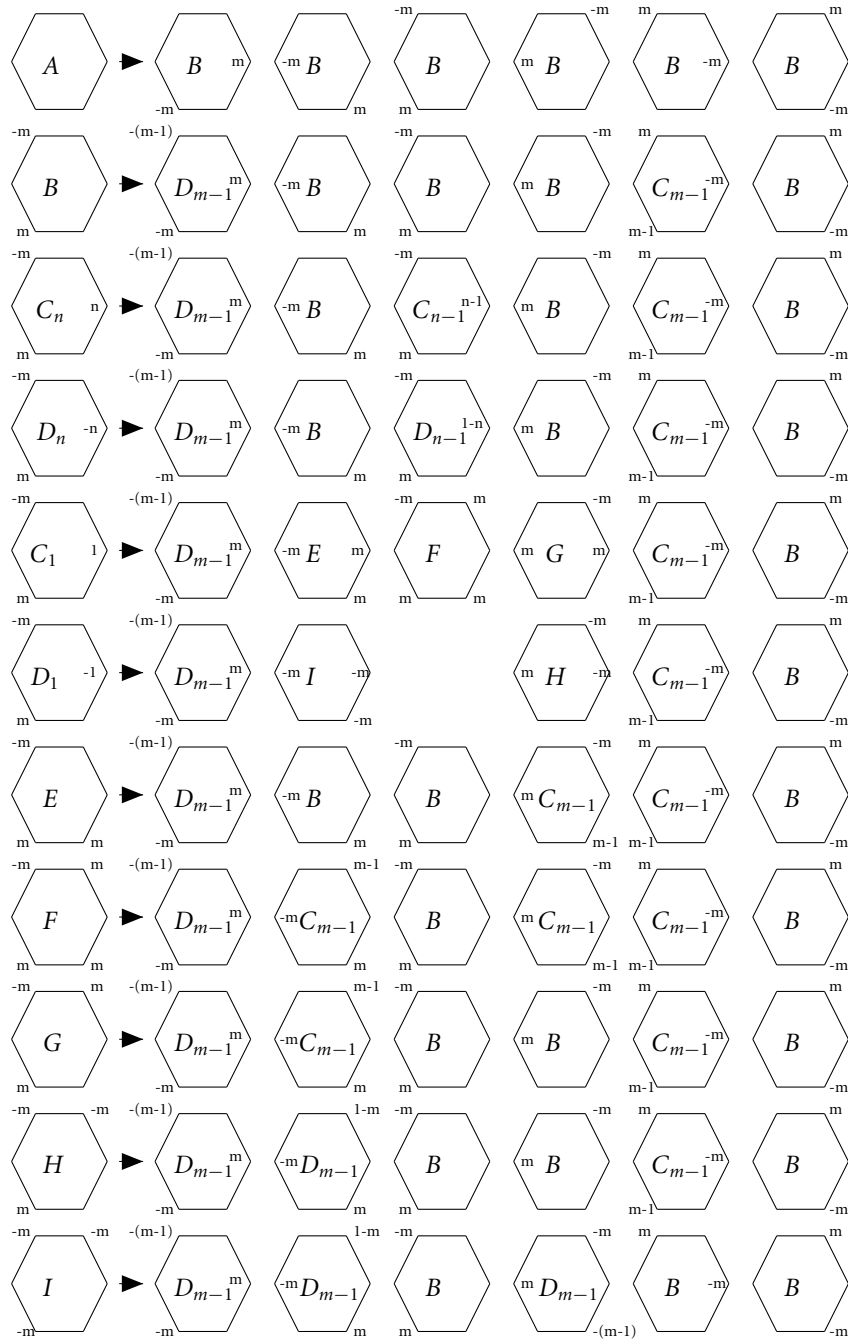 -m -m m m
A B m -m B B m B B -m B
-m m m -m
-m -(m-1) -m -m m m
B D_{m-1} m -m B B m B C_{m-1} -m B
m -m m m m-1 -m
-m -(m-1) -m -m m m
C_n n D_{m-1} m -m B C_{n-1} n-1 m B C_{m-1} -m B
m -m m m m-1 -m
-m -(m-1) -m -m m m
D_n -n D_{m-1} m -m B D_{n-1} 1-n m B C_{m-1} -m B
m -m m m m-1 -m
-m -(m-1) -m m -m m m
C_1 1 D_{m-1} m -m E m F m G m C_{m-1} -m B
m -m m m m m-1 -m
-m -(m-1) -m m m
D_1 -1 D_{m-1} m -m I -m m H -m C_{m-1} -m B
m -m -m m-1 -m
-m -(m-1) -m -m m m
E D_{m-1} m -m B B m C_{m-1} C_{m-1} -m B
m m -m m m m-1 m-1 -m
-m m -(m-1) m-1 -m -m m m
F D_{m-1} m -m C_{m-1} B m C_{m-1} C_{m-1} -m B
m m -m m m m-1 m-1 -m
-m m -(m-1) m-1 -m -m m m
G D_{m-1} m -m C_{m-1} B m B C_{m-1} -m B
m -m m m m-1 -m
-m -m -(m-1) 1-m -m -m m m
H D_{m-1} m -m D_{m-1} B m B C_{m-1} -m B
m -m m m m-1 -m
-m -m -(m-1) 1-m -m -m m m
I D_{m-1} m -m D_{m-1} B m D_{m-1} B -m B
-m -m m m -(m-1) -m